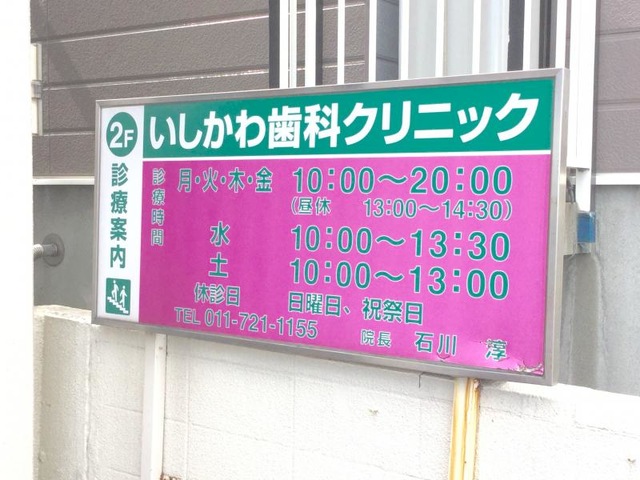 2F
いしかわ歯科クリニック
診療案内
診療時間
月・火・木・金 10:00～20:00
(昼休 13:00～14:30)
水 10:00～13:30
土 10:00～13:00
休診日 日曜日、祝祭日
TEL 011-721-1155
院長 石川 淳